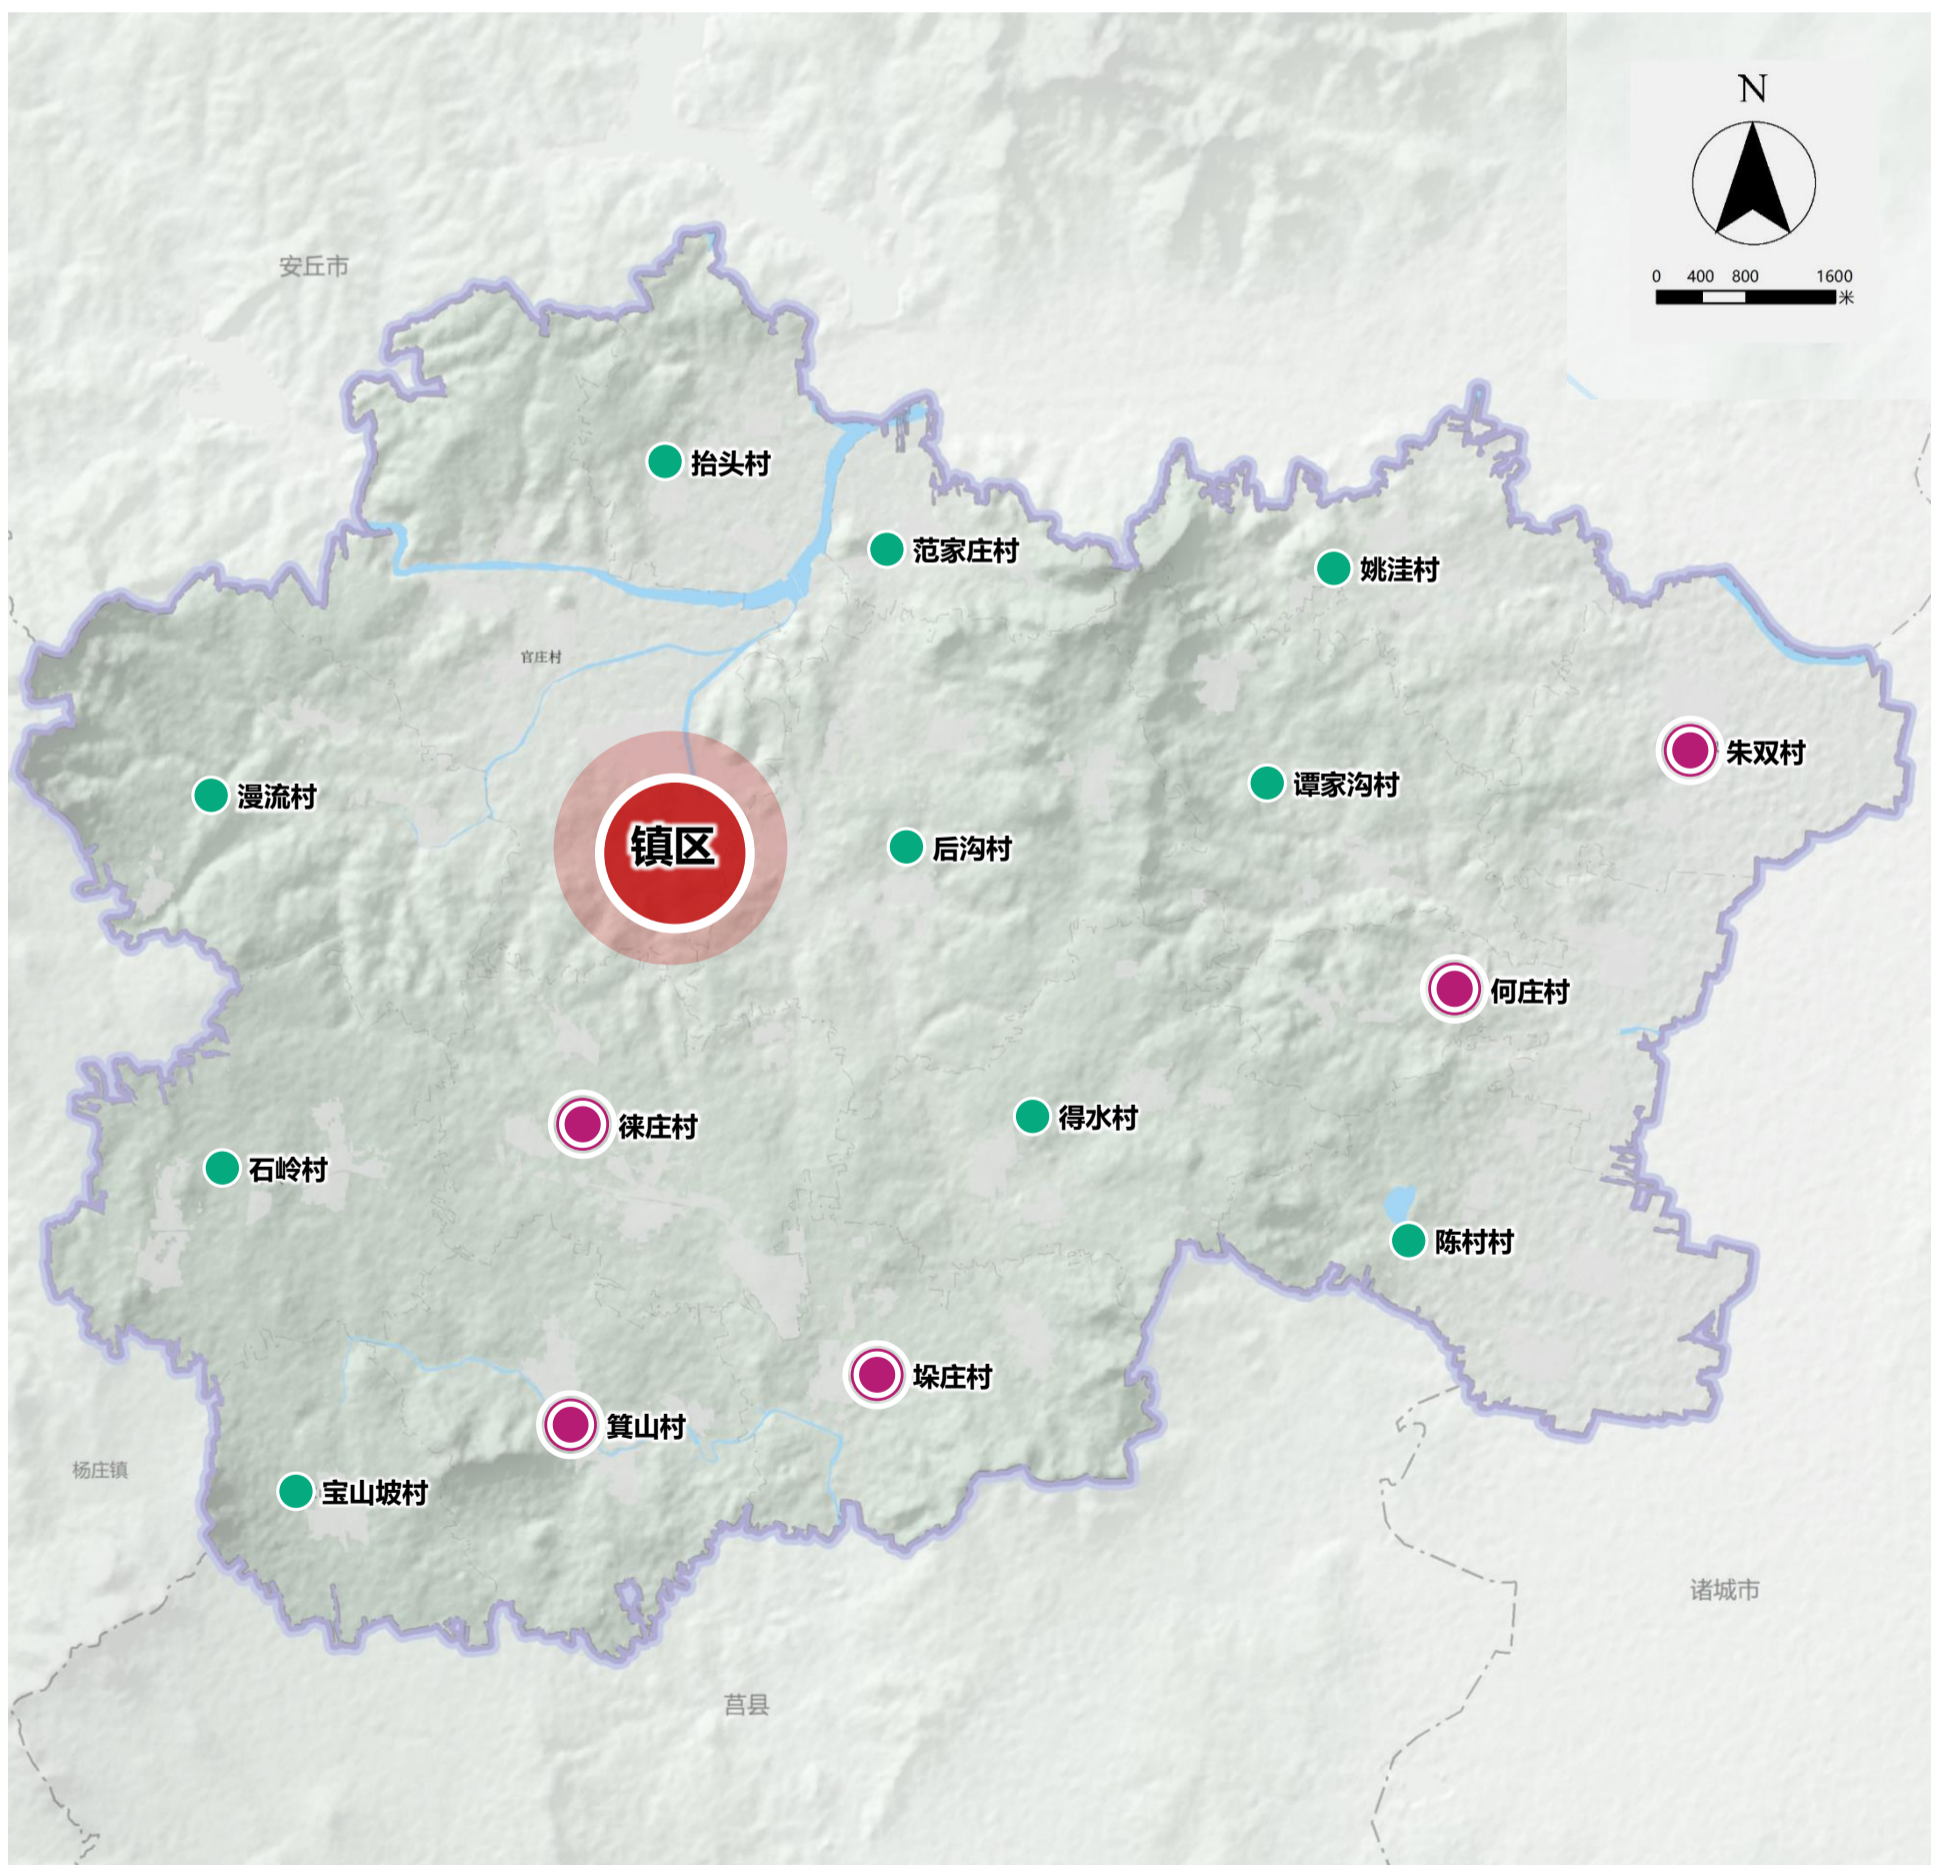 N
0 400 800 1600
米
安丘市
抬头村
范家庄村
姚洼村
官庄村
朱双村
漫流村
谭家沟村
镇区
后沟村
何庄村
徕庄村
得水村
石岭村
陈村村
垛庄村
箕山村
杨庄镇
宝山坡村
诸城市
莒县